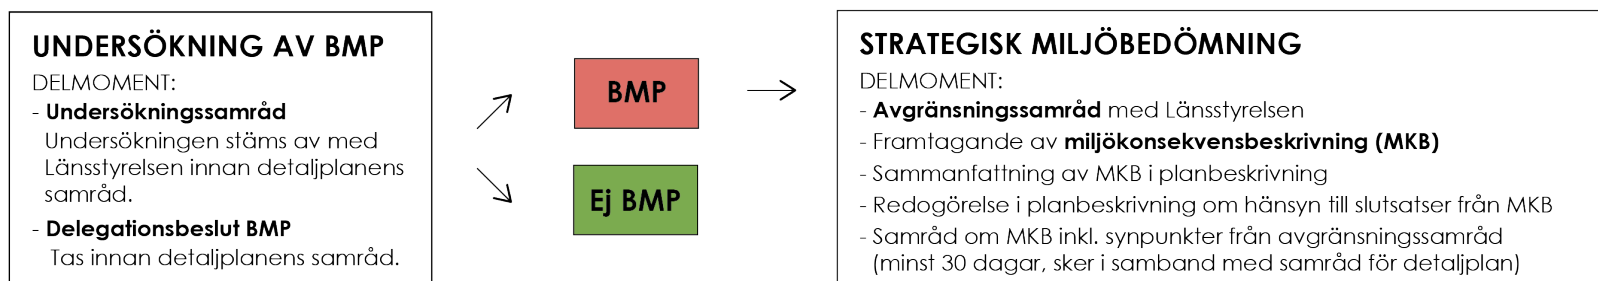 UNDERSÖKNING AV BMP
DELMOMENT:
- Undersökningssamråd
Undersökningen stäms av med
Länsstyrelsen innan detaljplanens
samråd.
- Delegationsbeslut BMP
Tas innan detaljplanens samråd.
BMP
Ej BMP
STRATEGISK MILJÖBEDÖMNING
DELMOMENT:
- Avgränsningssamråd med Länsstyrelsen
- Framtagande av miljökonsekvensbeskrivning (MKB)
- Sammanfattning av MKB i planbeskrivning
- Redogörelse i planbeskrivning om hänsyn till slutsatser från MKB
- Samråd om MKB inkl. synpunkter från avgränsningssamråd
(minst 30 dagar, sker i samband med samråd för detaljplan)